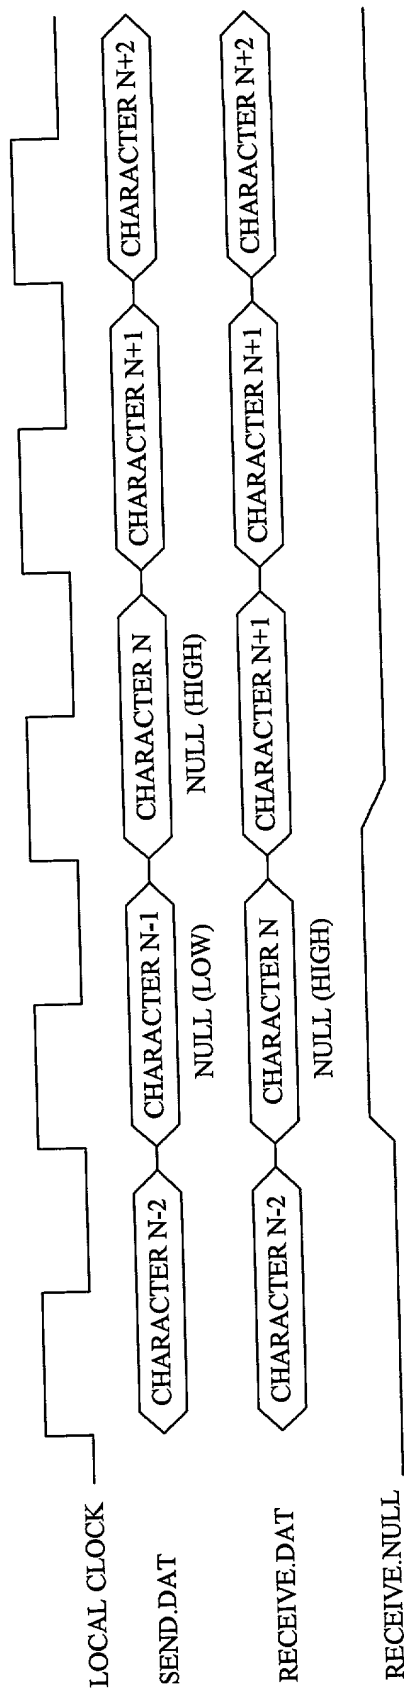 LOCAL CLOCK
SEND.DAT
CHARACTER N-2
CHARACTER N-1
CHARACTER N
CHARACTER N+1
CHARACTER N+2
NULL (LOW)
NULL (HIGH)
RECEIVE.DAT
CHARACTER N-2
CHARACTER N
CHARACTER N+1
CHARACTER N+1
CHARACTER N+2
NULL (HIGH)
RECEIVE.NULL